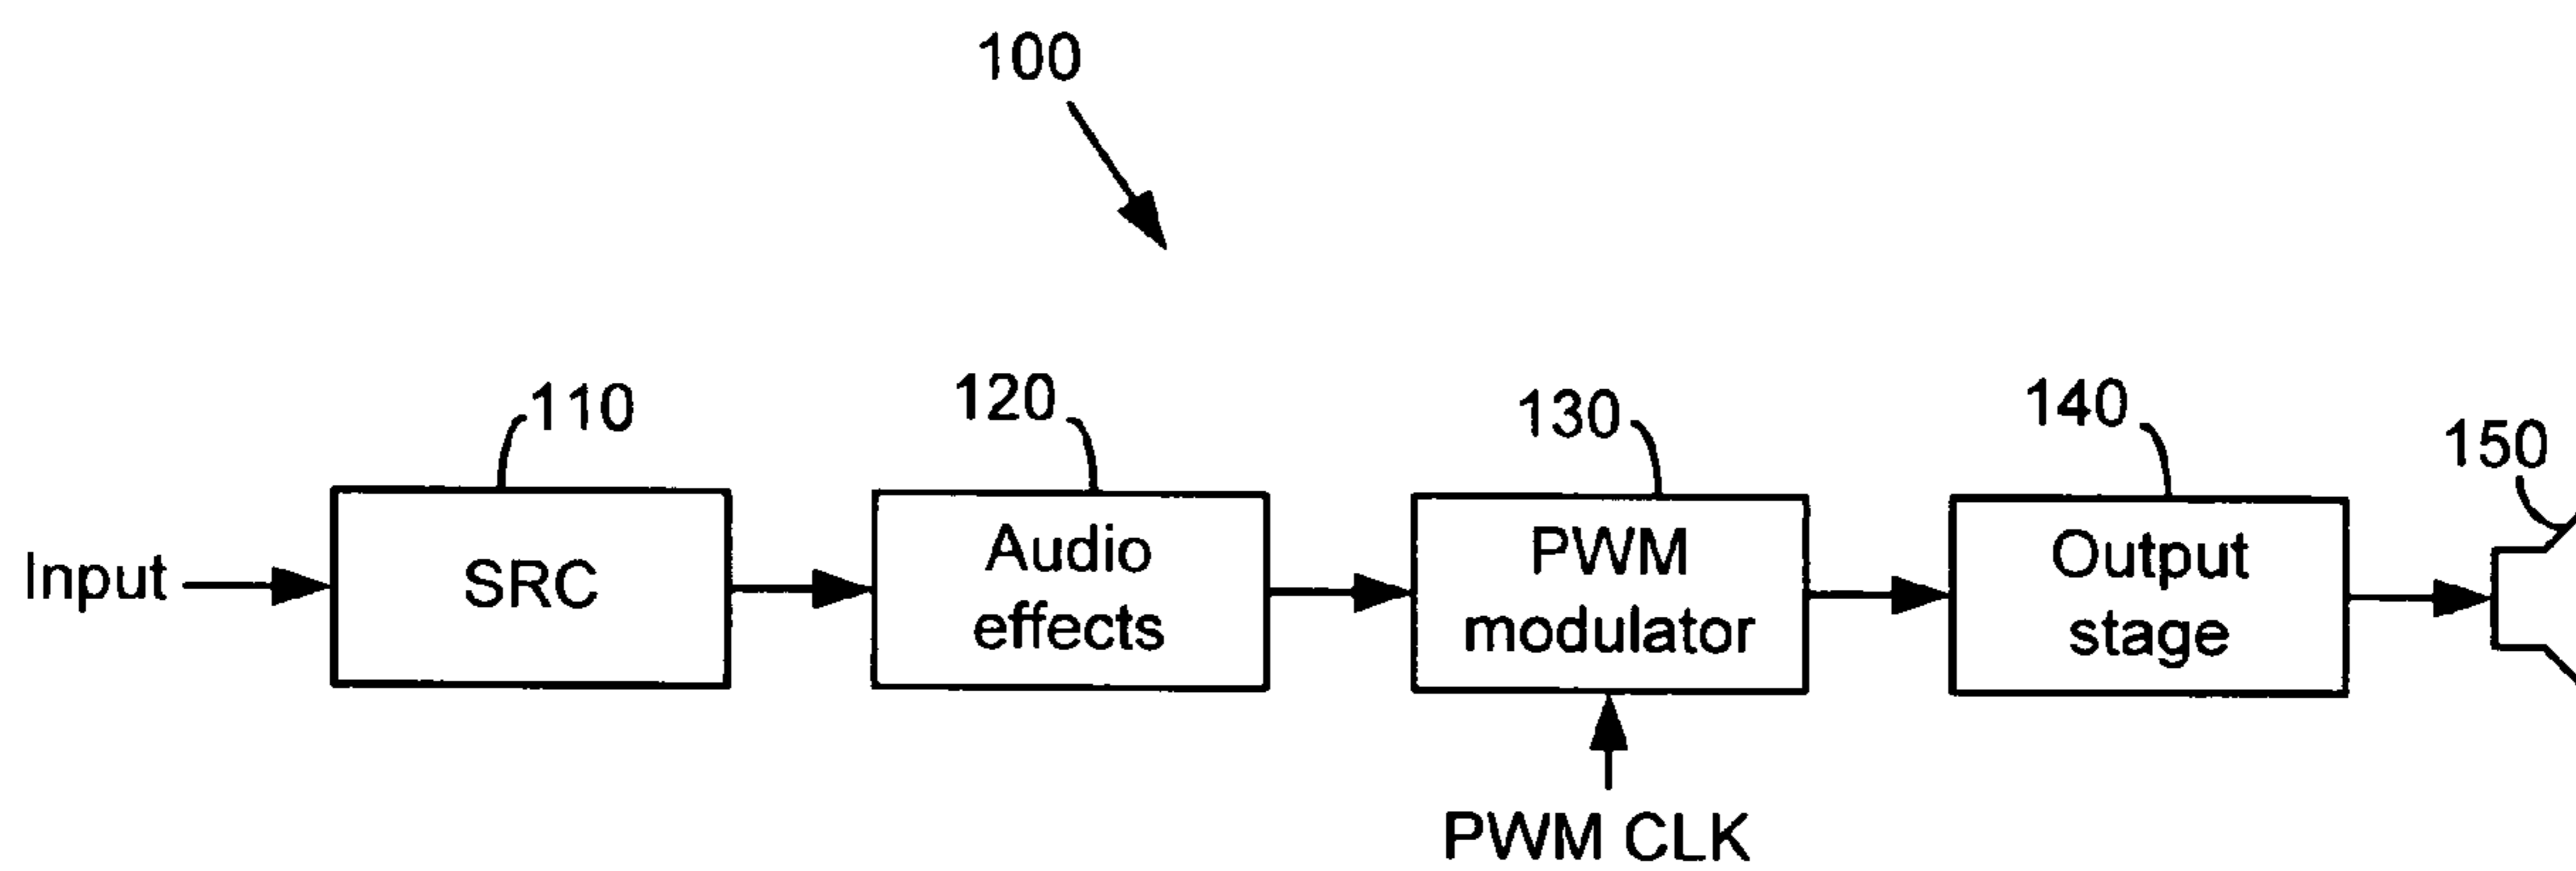 100
110
120
130
140
150
Input
SRC
Audio
effects
PWM
modulator
Output
stage
PWM CLK